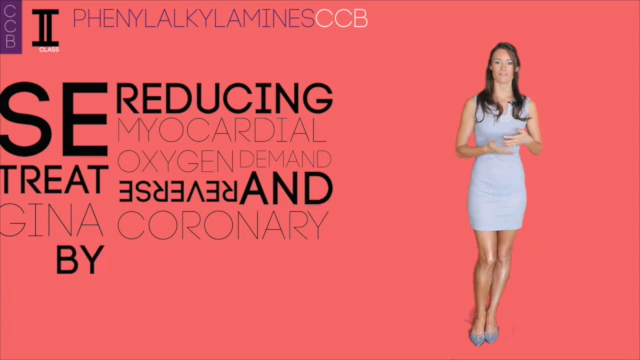 CCB
II
CLASS
PHENYLALKYLAMINES CCB
SE
TREAT
GINA
BY
REDUCING
MYOCARDIAL
OXYGEN DEMAND
REVERSE AND
CORONARY